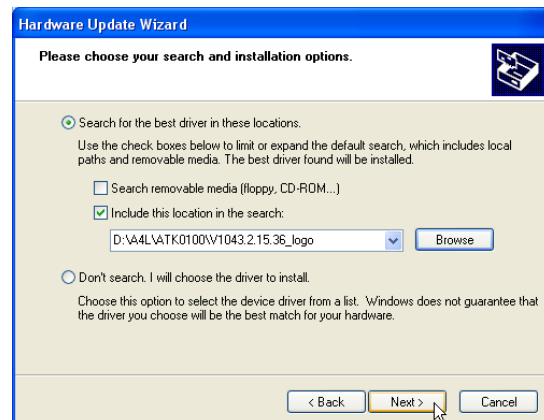 Hardware Update Wizard
Please choose your search and installation options.
Search for the best driver in these locations.
Use the check boxes below to limit or expand the default search, which includes local
paths and removable media. The best driver found will be installed.
Search removable media (floppy, CD-ROM...)
Include this location in the search:
D:\A4L\ATK0100\V1043.2.15.36_logo
Browse
Don't search. I will choose the driver to install.
Choose this option to select the device driver from a list. Windows does not guarantee that
the driver you choose will be the best match for your hardware.
< Back
Next >
Cancel